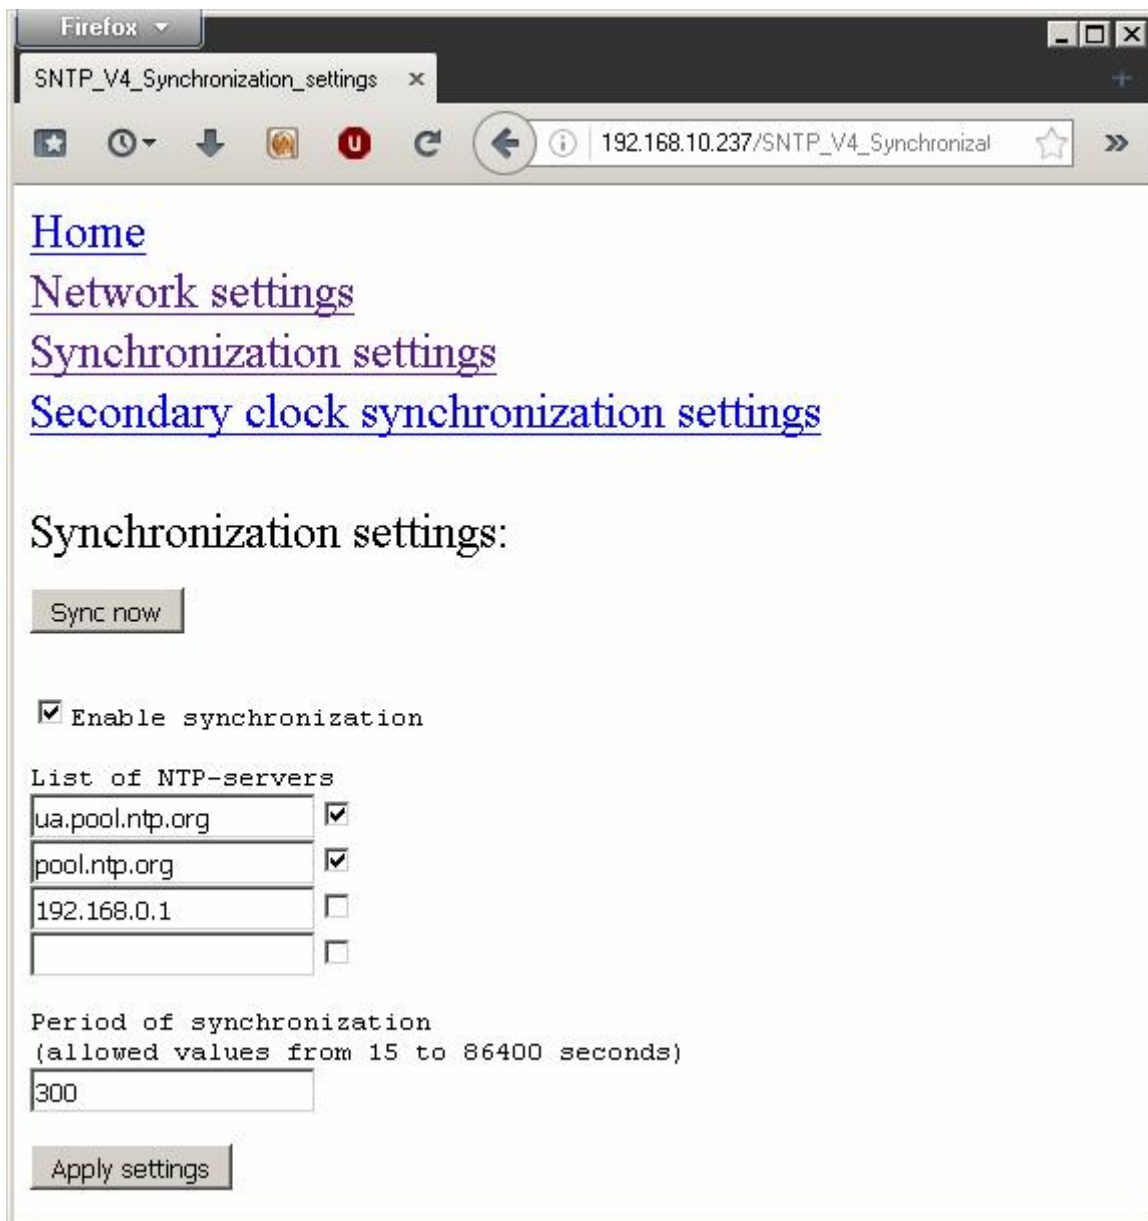 Firefox
SNTP_V4_Synchronization_settings
192.168.10.237/SNTP_V4_Synchronizat
Home
Network settings
Synchronization settings
Secondary clock synchronization settings
Synchronization settings:
Sync now
Enable synchronization
List of NTP-servers
ua.pool.ntp.org
pool.ntp.org
192.168.0.1
Period of synchronization
(allowed values from 15 to 86400 seconds)
300
Apply settings